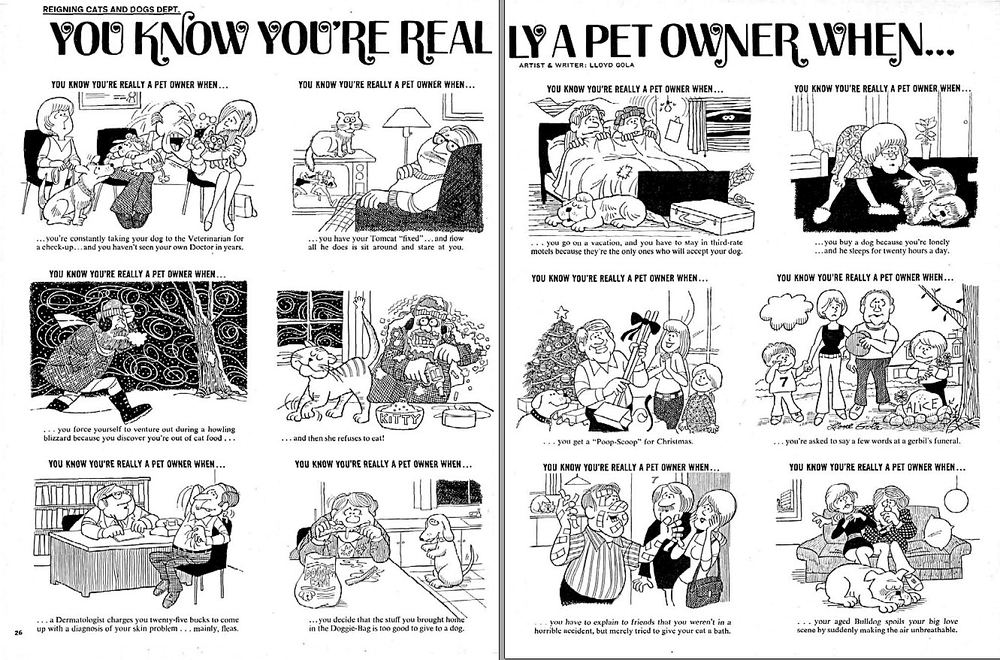 REIGNING CATS AND DOGS DEPT.
YOU KNOW YOU'RE REALLY A PET OWNER WHEN...
ARTIST & WRITER: LLOYD GOLA
YOU KNOW YOU'RE REALLY A PET OWNER WHEN...
...you're constantly taking your dog to the Veterinarian for
a check-up...and you haven't seen your own Doctor in years.
YOU KNOW YOU'RE REALLY A PET OWNER WHEN...
...you have your Tomcat "fixed"...and now
all he does is sit around and stare at you.
YOU KNOW YOU'RE REALLY A PET OWNER WHEN...
...you force yourself to venture out during a howling
blizzard because you discover you're out of cat food...
KITTY
...and then she refuses to eat!
YOU KNOW YOU'RE REALLY A PET OWNER WHEN...
...a Dermatologist charges you twenty-five bucks to come
up with a diagnosis of your skin problem...mainly, fleas.
YOU KNOW YOU'RE REALLY A PET OWNER WHEN...
...you decide that the stuff you brought home
in the Doggie-Bag is too good to give to a dog.
26
YOU KNOW YOU'RE REALLY A PET OWNER WHEN...
...you go on a vacation, and you have to stay in third-rate
motels because they're the only ones who will accept your dog.
YOU KNOW YOU'RE REALLY A PET OWNER WHEN...
...you buy a dog because you're lonely
...and he sleeps for twenty hours a day.
YOU KNOW YOU'RE REALLY A PET OWNER WHEN...
...you get a "Poop-Scoop" for Christmas.
YOU KNOW YOU'RE REALLY A PET OWNER WHEN...
7
ALICE
...you're asked to say a few words at a gerbil's funeral.
YOU KNOW YOU'RE REALLY A PET OWNER WHEN...
...you have to explain to friends that you weren't in a
horrible accident, but merely tried to give your cat a bath.
YOU KNOW YOU'RE REALLY A PET OWNER WHEN...
...your aged Bulldog spoils your big love
scene by suddenly making the air unbreathable.